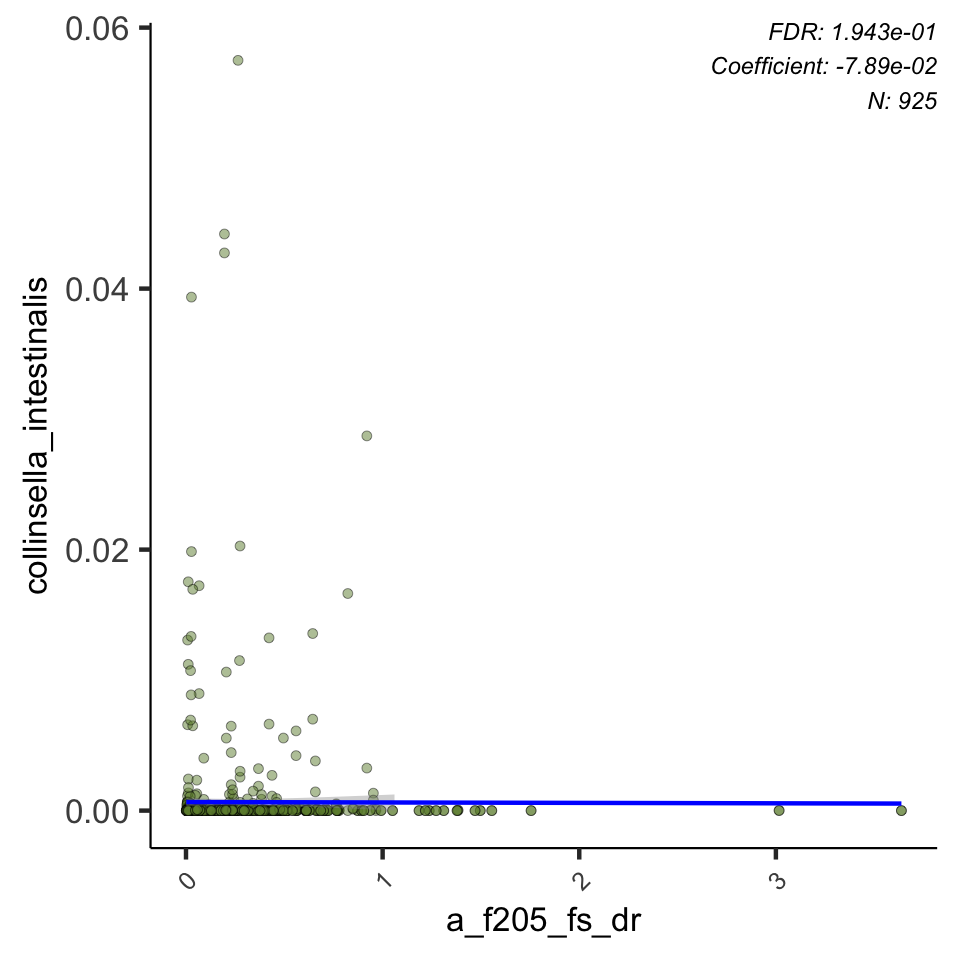 FDR: 1.943e-01
Coefficient: -7.89e-02
N: 925
0.06
0.04
0.02
0.00
collinsella_intestinalis
0
1
2
3
a_f205_fs_dr